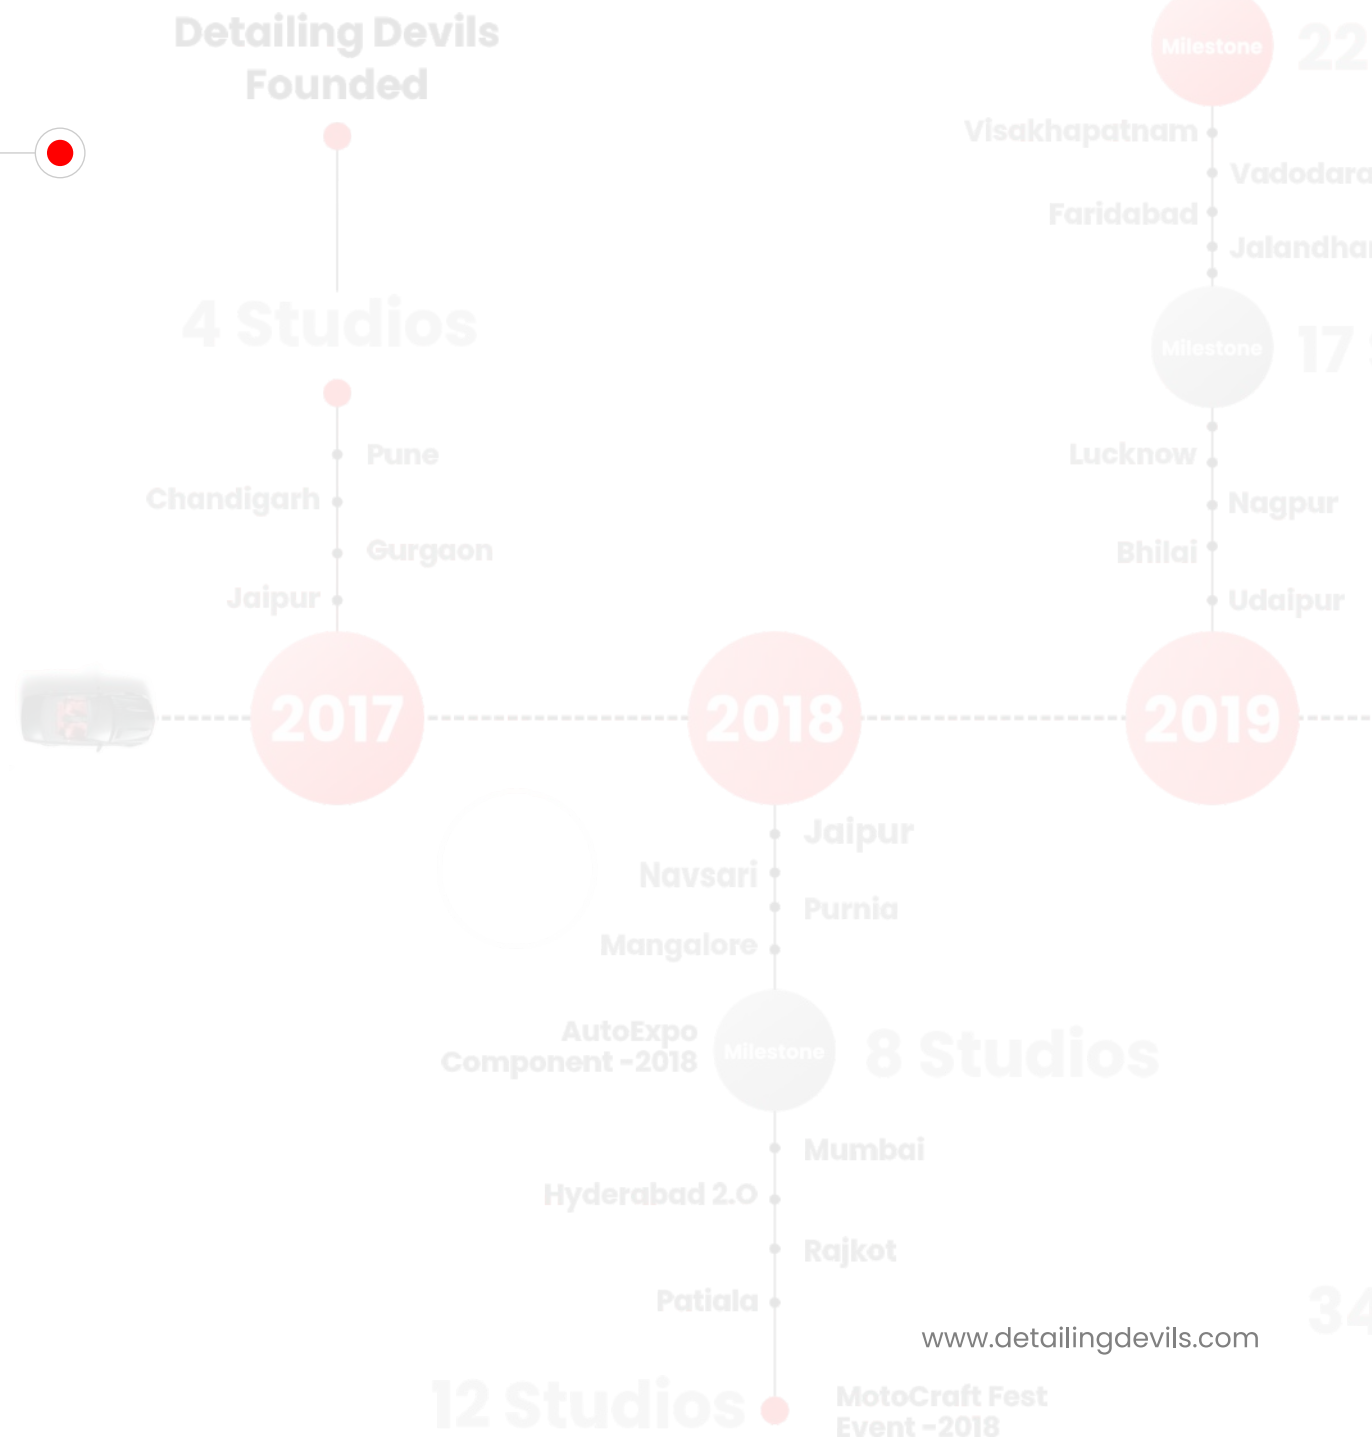 Detailing Devils
Founded
4 Studios
Pune
Chandigarh
Gurgaon
Jaipur
2017
2018
Jaipur
Navsari
Purnia
Mangalore
AutoExpo
Component -2018
Milestone
8 Studios
Mumbai
Hyderabad 2.O
Rajkot
Patiala
12 Studios
MotoCraft Fest
Event -2018
Milestone
22
Visakhapatnam
Vadodara
Faridabad
Jalandhar
Milestone
17
Lucknow
Nagpur
Bhilai
Udaipur
2019
34
www.detailingdevils.com